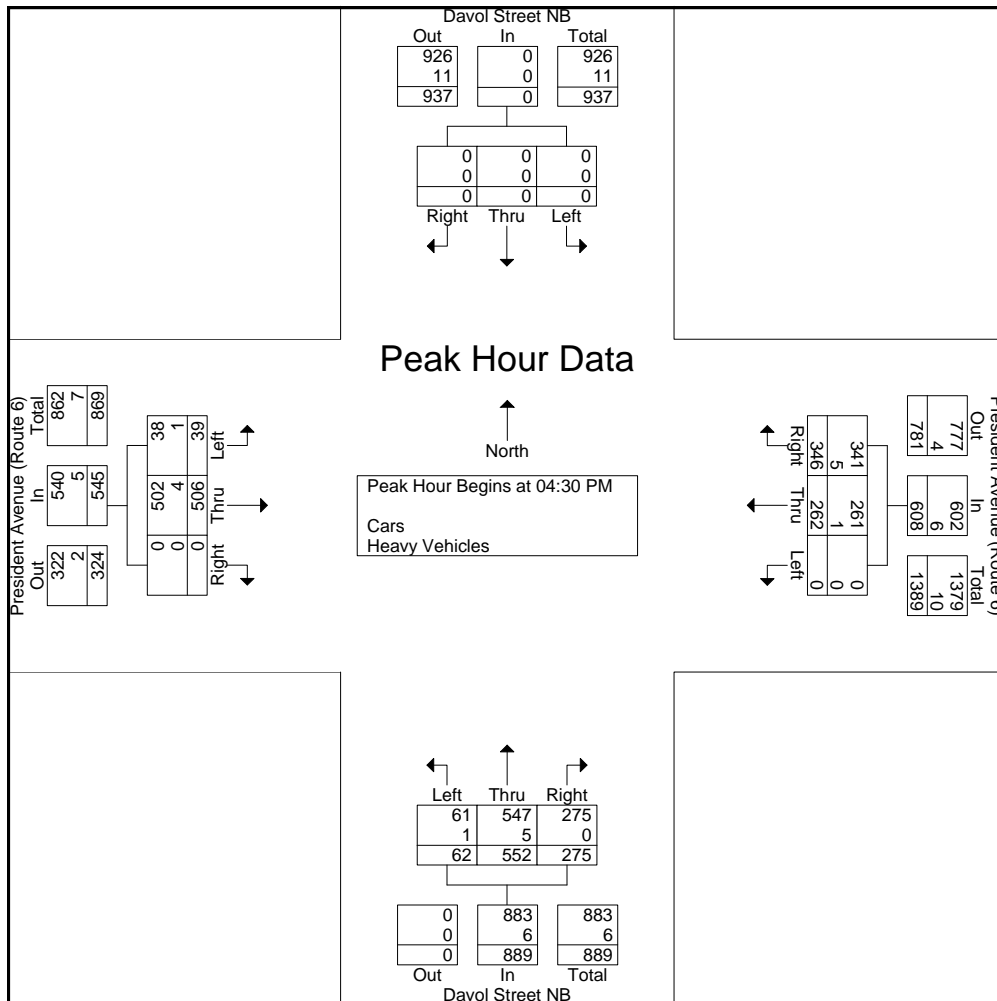 Davol Street NB
Out In Total
926 0 926
11 0 11
937 0 937
0 0 0
0 0 0
0 0 0
Right Thru Left
Peak Hour Data
North
Peak Hour Begins at 04:30 PM
Cars
Heavy Vehicles
President Avenue (Route 6)
Total In Out
862 540 322
7 5 2
869 545 324
Left Thru Right
38 502 0
1 4 0
39 506 0
President Avenue (Route 6)
Out In Total
777 602 1379
4 6 10
781 608 1389
Right Thru Left
341 261 0
5 1 0
346 262 0
Left Thru Right
61 547 275
1 5 0
62 552 275
0 883 883
0 6 6
0 889 889
Out In Total
Davol Street NB